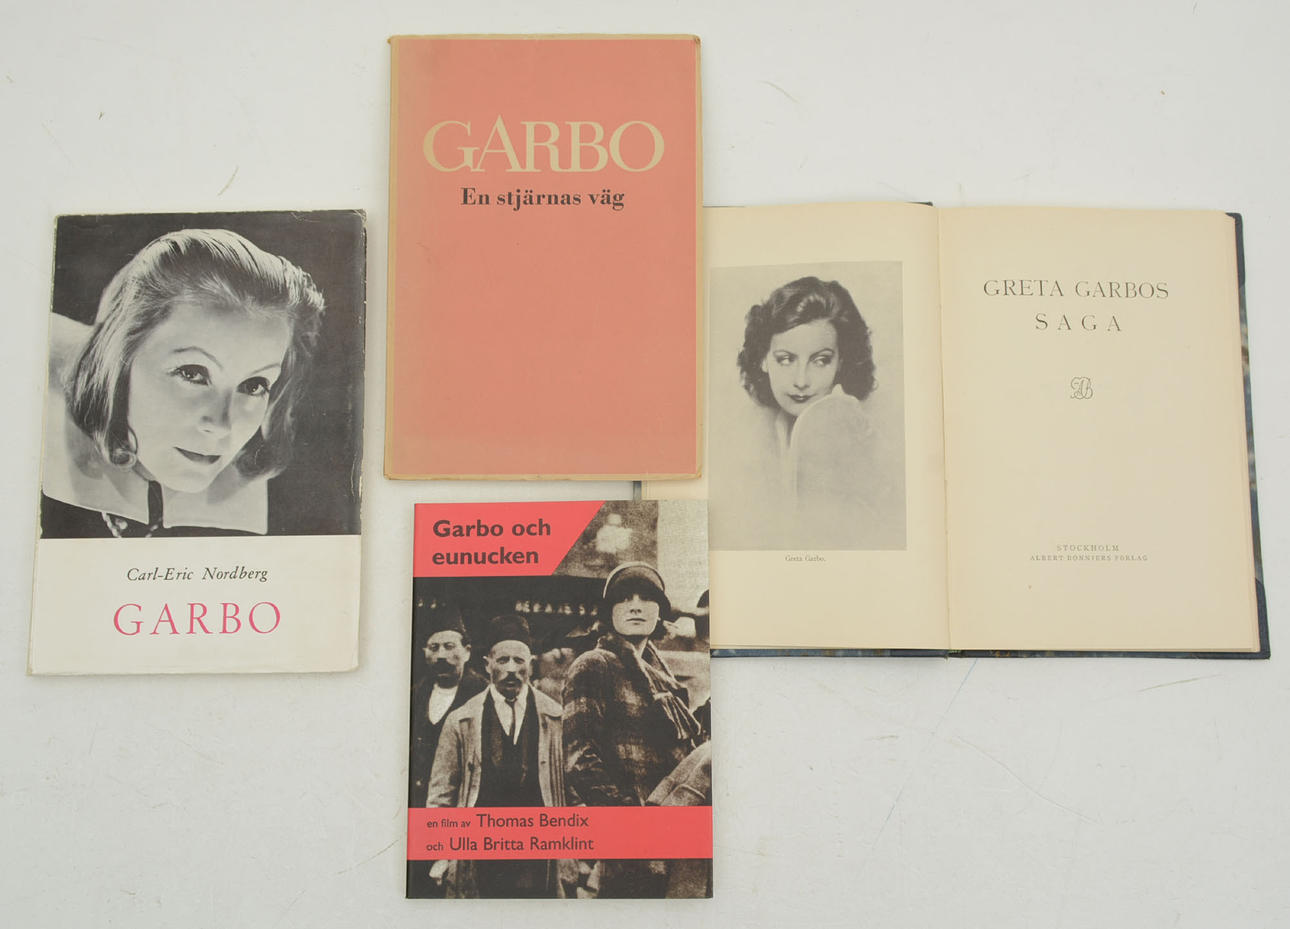 GARBO
En stjärnas väg
Carl-Eric Nordberg
GARBO
Garbo och
eunucken
en film av Thomas Bendix
och Ulla Britta Ramklint
Greta Garbo.
GRETA GARBOS
SAGA
AB
STOCKHOLM
ALBERT BONNIERS FÖRLAG